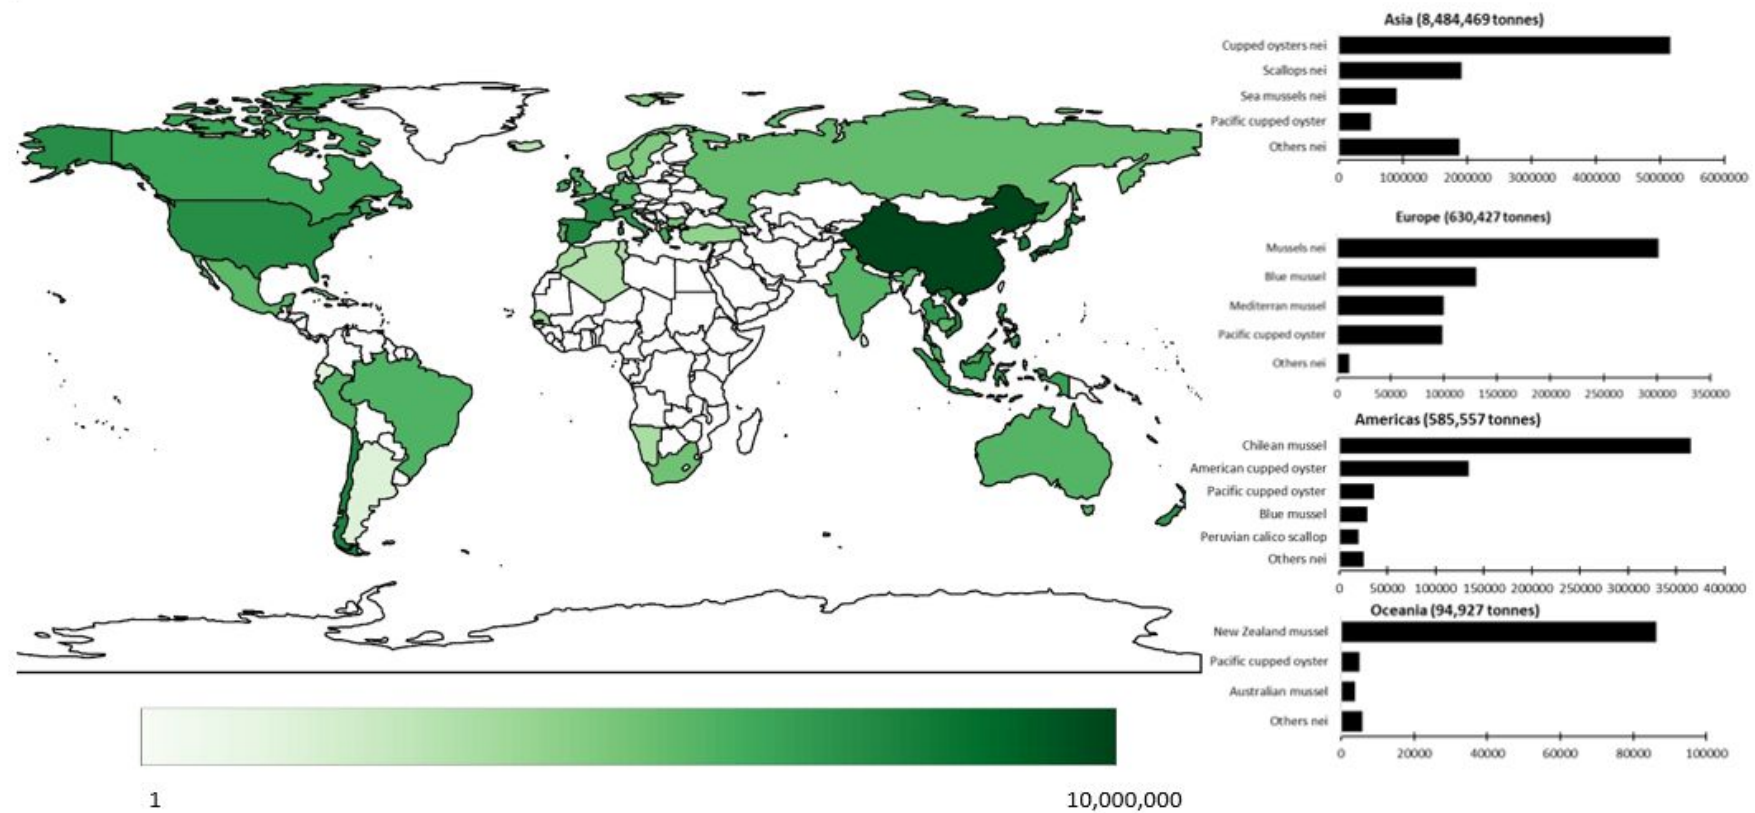 Asia (8,484,469 tonnes)
Cupped oysters nei
Scallops nei
Sea mussels nei
Pacific cupped oyster
Others nei
0 1000000 2000000 3000000 4000000 5000000 6000000
Europe (630,427 tonnes)
Mussels nei
Blue mussel
Mediterran mussel
Pacific cupped oyster
Others nei
0 50000 100000 150000 200000 250000 300000 350000
Americas (585,557 tonnes)
Chilean mussel
American cupped oyster
Pacific cupped oyster
Blue mussel
Peruvian calico scallop
Others nei
0 50000 100000 150000 200000 250000 300000 350000 400000
Oceania (94,927 tonnes)
New Zealand mussel
Pacific cupped oyster
Australian mussel
Others nei
0 20000 40000 60000 80000 100000
1 10,000,000